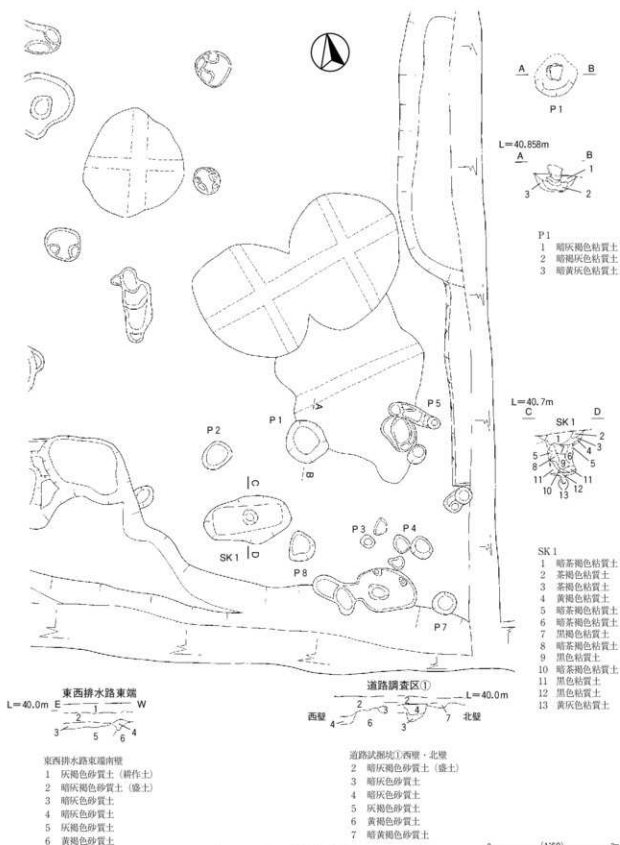 A B
P1
L=40.858m
A B
1
3 2
P1
1 暗灰褐色粘質土
2 暗褐灰色粘質土
3 暗黄灰色粘質土
P5
A
P1
P2
B
C
L=40.7m
C SK1 D
1 2
3
7 4
5 6 5
8
9
11 11
10 12
13
P3 P4
SK1
D
P8
P7
SK1
1 暗茶褐色粘質土
2 茶褐色粘質土
3 茶褐色粘質土
4 黄褐色粘質土
5 暗茶褐色粘質土
6 暗茶褐色粘質土
7 黒褐色粘質土
8 暗茶褐色粘質土
9 黒色粘質土
10 暗茶褐色粘質土
11 黒色粘質土
12 黒色粘質土
13 黄灰色粘質土
東西排水路東端
L=40.0m E W
1
2
3 5 6 4
東西排水路東端南壁
1 灰褐色砂質土（耕作土）
2 暗灰褐色砂質土（盛土）
3 暗灰色砂質土
4 暗灰色砂質土
5 灰褐色砂質土
6 黄褐色砂質土
道路調査区①
L=40.0m
西壁 北壁
2 2
3 4 7
4 6 3
道路試掘坑①西壁・北壁
2 暗灰褐色砂質土（盛土）
3 暗灰色砂質土
4 暗灰色砂質土
5 灰褐色砂質土
6 黄褐色砂質土
7 暗黄褐色砂質土